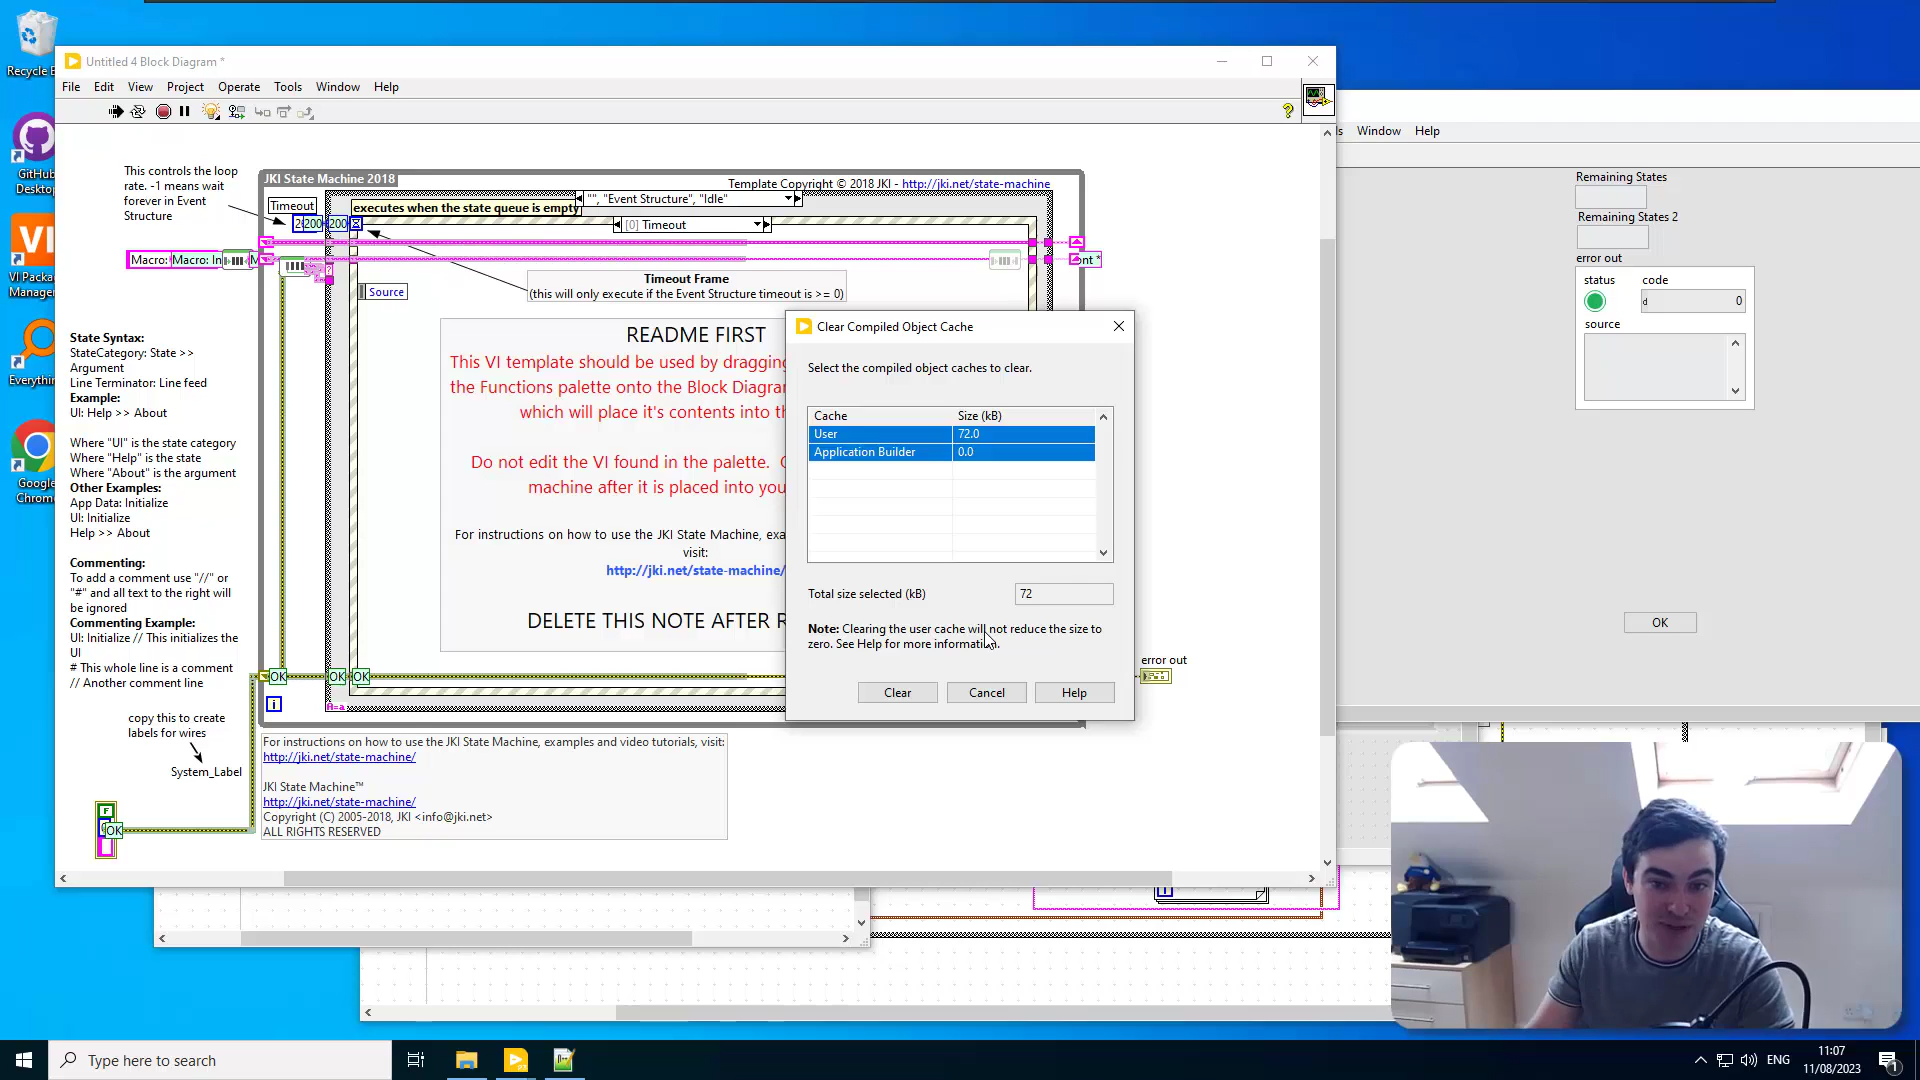 Recycle B
GitHub
Desktop
VI
VI Packa
Manager
Everythin
Google
Chrome
Untitled 4 Block Diagram *
File Edit View Project Operate Tools Window Help
This controls the loop
rate. -1 means wait
forever in Event
Structure
JKI State Machine 2018
Template Copyright © 2018 JKI - http://jki.net/state-machine
Timeout
executes when the state queue is empty
"", "Event Structure", "Idle"
200 200
[0] Timeout
Macro: Macro: In
ont *
Source
Timeout Frame
(this will only execute if the Event Structure timeout is >= 0)
State Syntax:
StateCategory: State >>
Argument
Line Terminator: Line feed
Example:
UI: Help >> About
Where "UI" is the state category
Where "Help" is the state
Where "About" is the argument
Other Examples:
App Data: Initialize
UI: Initialize
Help >> About
Commenting:
To add a comment use "//" or
"#" and all text to the right will
be ignored
Commenting Example:
UI: Initialize // This initializes the
UI
# This whole line is a comment
// Another comment line
README FIRST
This VI template should be used by dragging
the Functions palette onto the Block Diagra
which will place it's contents into th
Do not edit the VI found in the palette.
machine after it is placed into you
For instructions on how to use the JKI State Machine, exa
visit:
http://jki.net/state-machine/
DELETE THIS NOTE AFTER R
OK OK OK
i
A=a
error out
copy this to create
labels for wires
System_Label
F
OK
For instructions on how to use the JKI State Machine, examples and video tutorials, visit:
http://jki.net/state-machine/
JKI State Machine™
http://jki.net/state-machine/
Copyright (C) 2005-2018, JKI <info@jki.net>
ALL RIGHTS RESERVED
Clear Compiled Object Cache
Select the compiled object caches to clear.
Cache Size (kB)
User 72.0
Application Builder 0.0
Total size selected (kB) 72
Note: Clearing the user cache will not reduce the size to
zero. See Help for more information.
Clear Cancel Help
ls Window Help
Remaining States
Remaining States 2
error out
status code
d 0
source
OK
i
Type here to search
ENG
11:07
11/08/2023
1